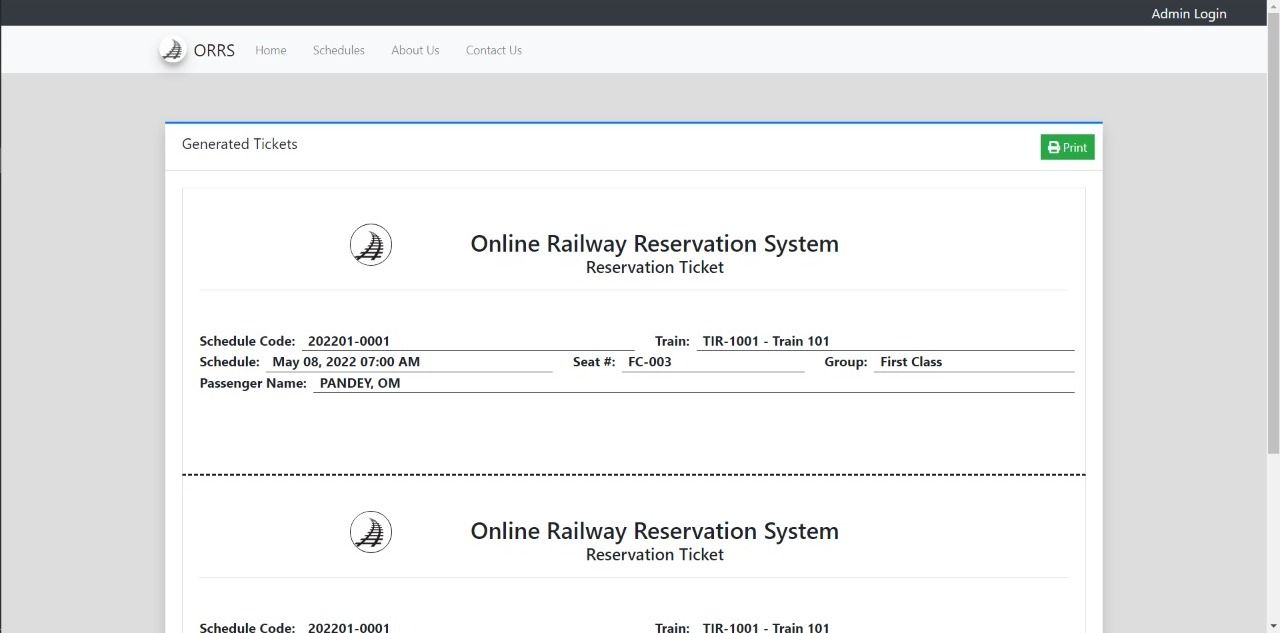 Admin Login
ORRS Home Schedules About Us Contact Us
Generated Tickets Print
Online Railway Reservation System
Reservation Ticket
Schedule Code: 202201-0001 Train: TIR-1001 - Train 101
Schedule: May 08, 2022 07:00 AM Seat #: FC-003 Group: First Class
Passenger Name: PANDEY, OM
Online Railway Reservation System
Reservation Ticket
Schedule Code: 202201-0001 Train: TIR-1001 - Train 101